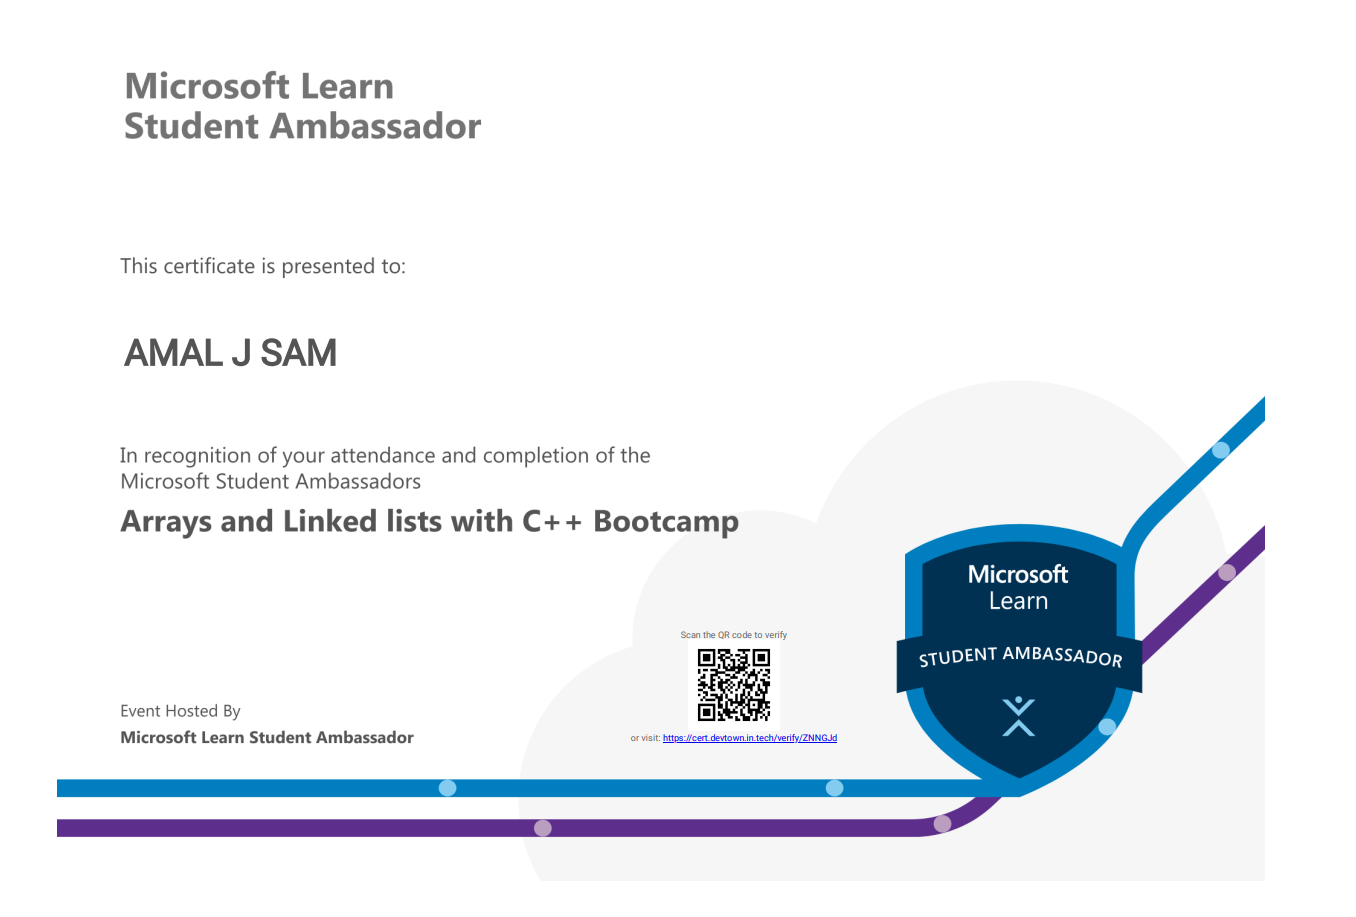 Microsoft Learn
Student Ambassador
This certificate is presented to:
AMAL J SAM
In recognition of your attendance and completion of the
Microsoft Student Ambassadors
Arrays and Linked lists with C++ Bootcamp
Microsoft
Learn
STUDENT AMBASSADOR
Scan the QR code to verify
or visit: https://cert.devtown.in.tech/verify/ZNNGJd
Event Hosted By
Microsoft Learn Student Ambassador